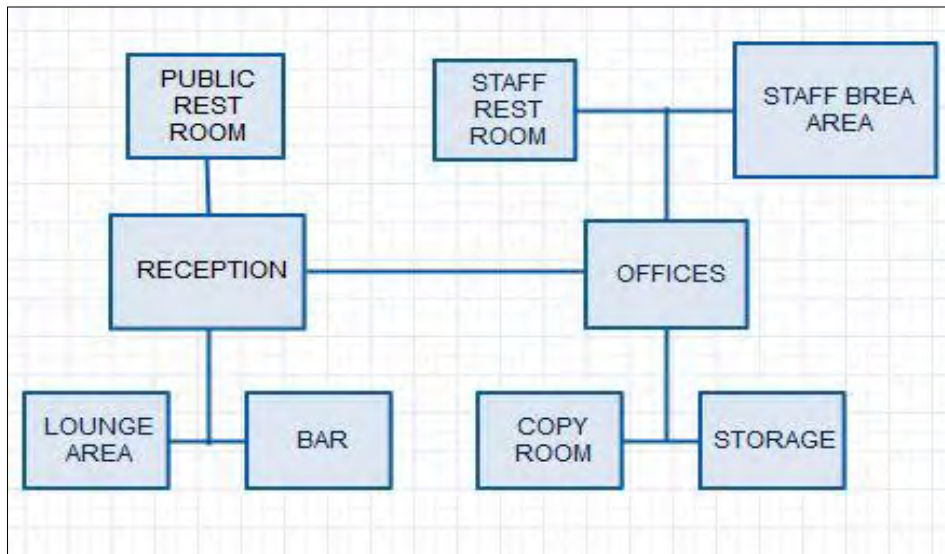 PUBLIC
REST
ROOM
STAFF
REST
ROOM
STAFF BREA
AREA
RECEPTION
OFFICES
LOUNGE
AREA
BAR
COPY
ROOM
STORAGE